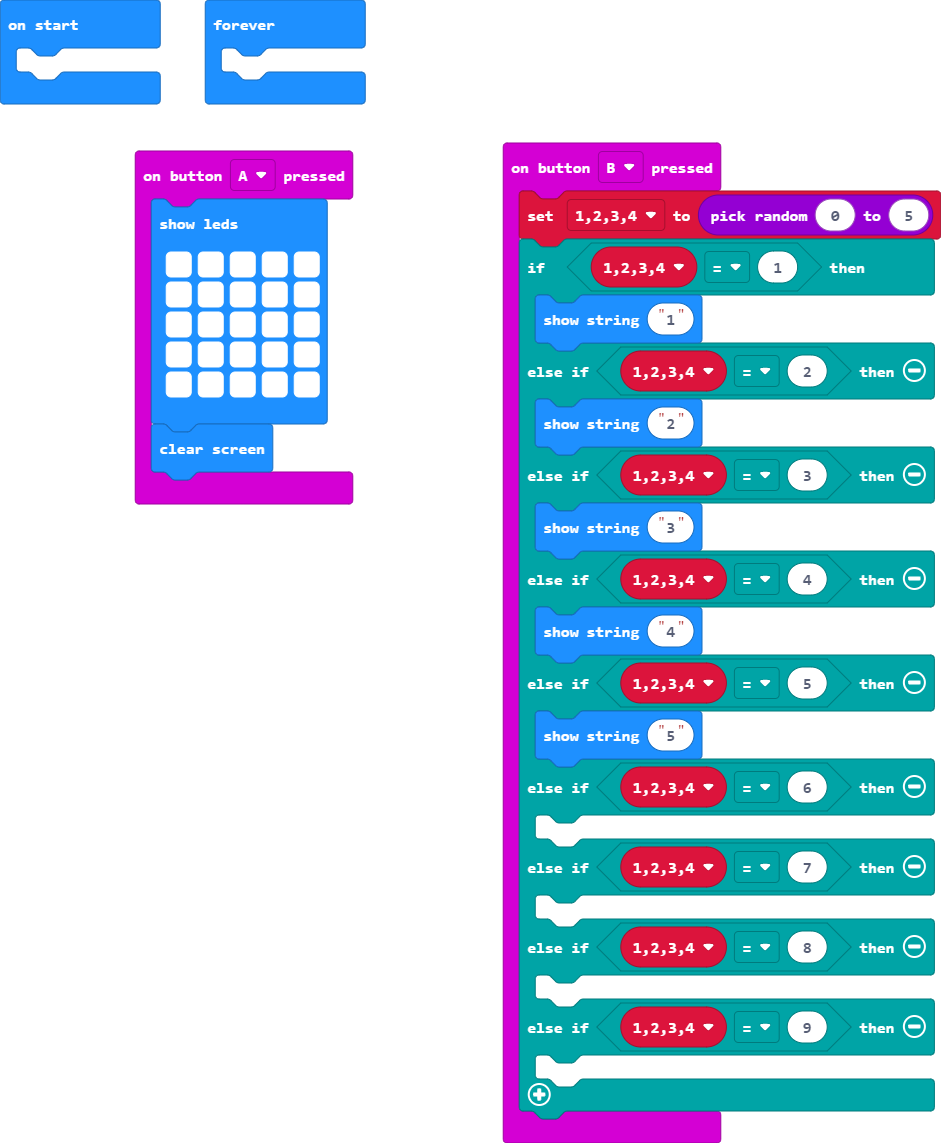 on start
forever
on button A pressed
show leds
clear screen
on button B pressed
set 1,2,3,4 to pick random 0 to 5
if 1,2,3,4 = 1 then
show string "1"
else if 1,2,3,4 = 2 then
show string "2"
else if 1,2,3,4 = 3 then
show string "3"
else if 1,2,3,4 = 4 then
show string "4"
else if 1,2,3,4 = 5 then
show string "5"
else if 1,2,3,4 = 6 then
else if 1,2,3,4 = 7 then
else if 1,2,3,4 = 8 then
else if 1,2,3,4 = 9 then